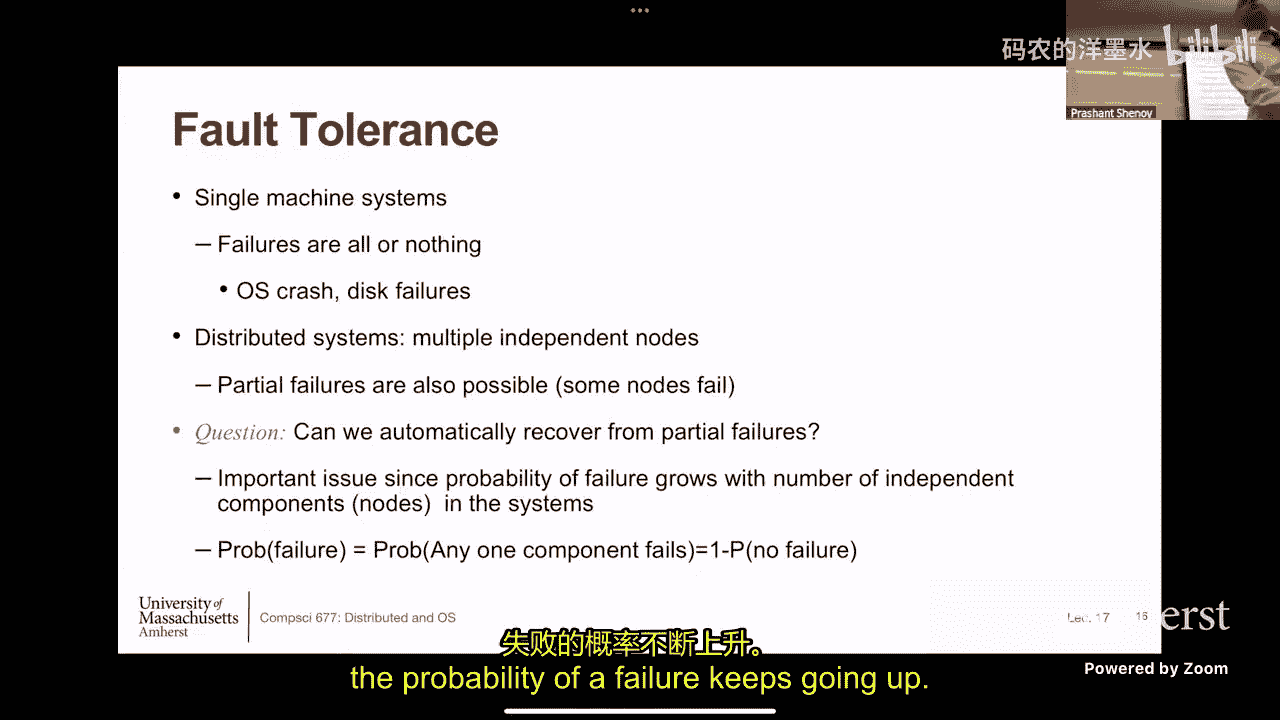 码农的洋墨水 bilibili
Prashant Shenoy
Fault Tolerance
• Single machine systems
– Failures are all or nothing
• OS crash, disk failures
• Distributed systems: multiple independent nodes
– Partial failures are also possible (some nodes fail)
• Question: Can we automatically recover from partial failures?
– Important issue since probability of failure grows with number of independent
components (nodes) in the systems
– Prob(failure) = Prob(Any one component fails)=1-P(no failure)
University of
Massachusetts
Amherst
Compsci 677: Distributed and OS
Lec. 17
16
erst
失败的概率不断上升。
the probability of a failure keeps going up.
Powered by Zoom